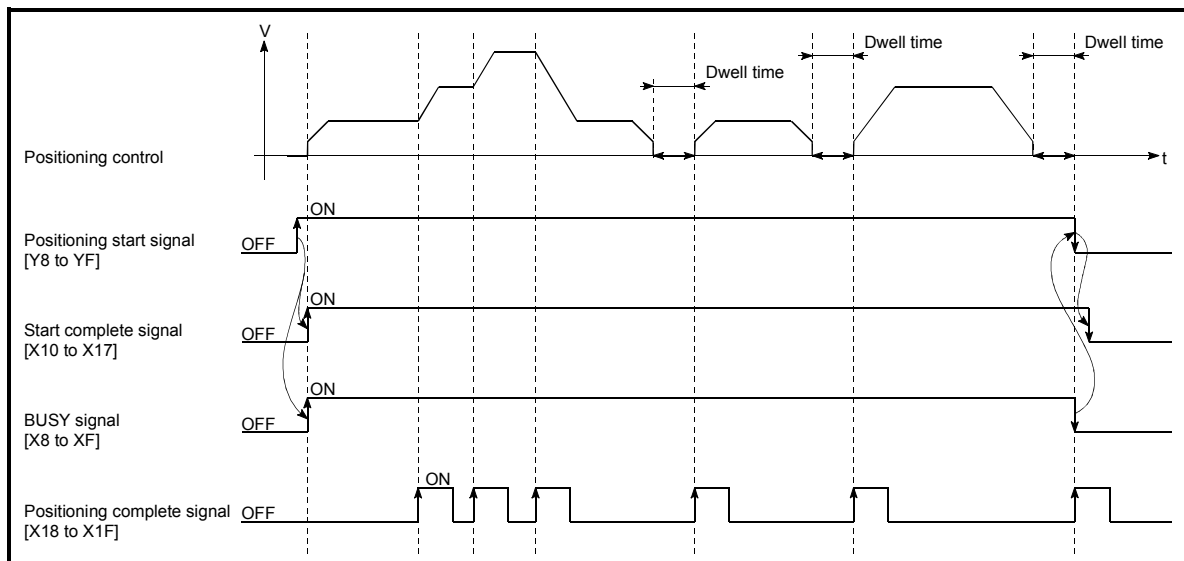 V
Dwell time
Dwell time
Dwell time
Positioning control
t
ON
Positioning start signal
[Y8 to YF]
OFF
ON
Start complete signal
[X10 to X17]
OFF
ON
BUSY signal
[X8 to XF]
OFF
ON
Positioning complete signal
[X18 to X1F]
OFF